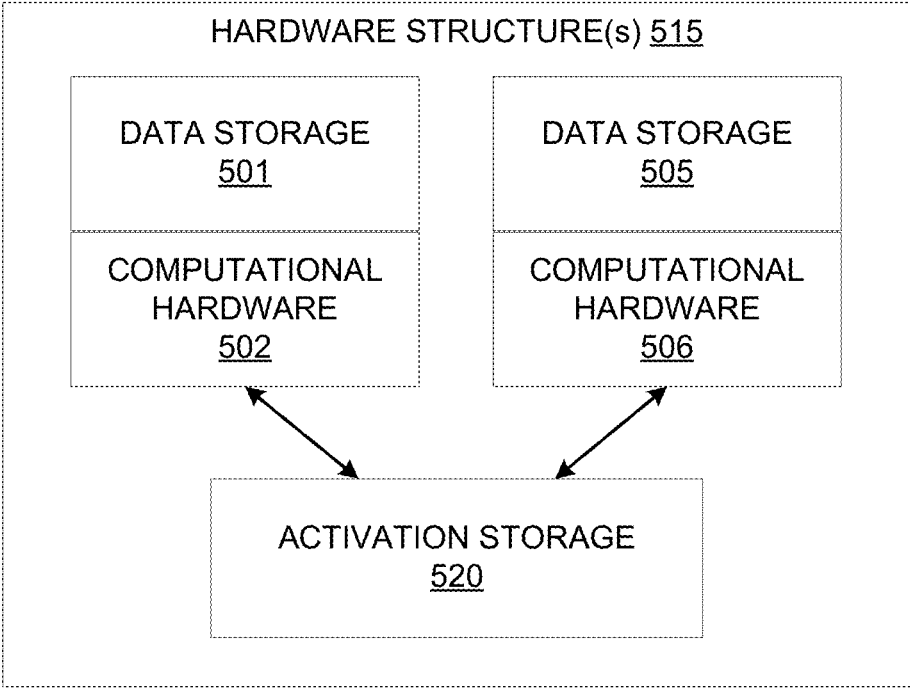 HARDWARE STRUCTURE(s) 515
DATA STORAGE
501
COMPUTATIONAL
HARDWARE
502
DATA STORAGE
505
COMPUTATIONAL
HARDWARE
506
ACTIVATION STORAGE
520